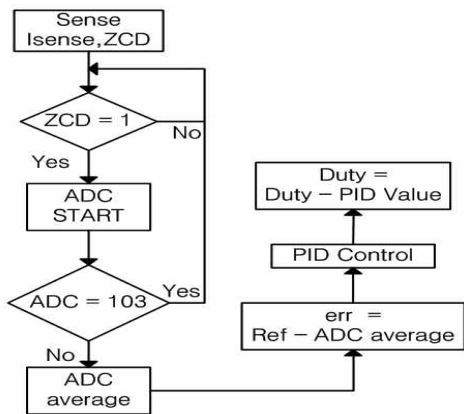 Sense
Isense,ZCD
ZCD = 1
No
Yes
ADC
START
ADC = 103
Yes
No
ADC
average
err =
Ref - ADC average
PID Control
Duty =
Duty - PID Value